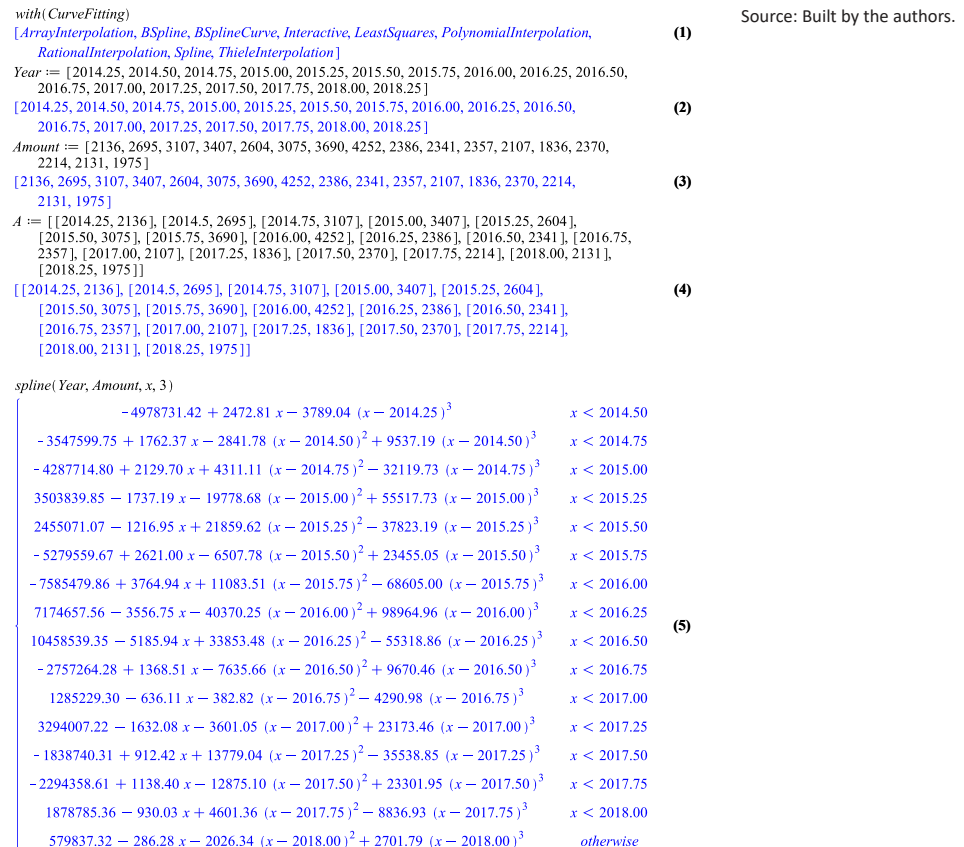 with(CurveFitting)
Source: Built by the authors.
[ArrayInterpolation, BSpline, BSplineCurve, Interactive, LeastSquares, PolynomialInterpolation, (1)
RationalInterpolation, Spline, ThieleInterpolation]
Year := [2014.25, 2014.50, 2014.75, 2015.00, 2015.25, 2015.50, 2015.75, 2016.00, 2016.25, 2016.50,
2016.75, 2017.00, 2017.25, 2017.50, 2017.75, 2018.00, 2018.25]
[2014.25, 2014.50, 2014.75, 2015.00, 2015.25, 2015.50, 2015.75, 2016.00, 2016.25, 2016.50, (2)
2016.75, 2017.00, 2017.25, 2017.50, 2017.75, 2018.00, 2018.25]
Amount := [2136, 2695, 3107, 3407, 2604, 3075, 3690, 4252, 2386, 2341, 2357, 2107, 1836, 2370,
2214, 2131, 1975]
[2136, 2695, 3107, 3407, 2604, 3075, 3690, 4252, 2386, 2341, 2357, 2107, 1836, 2370, 2214, (3)
2131, 1975]
A := [[2014.25, 2136], [2014.5, 2695], [2014.75, 3107], [2015.00, 3407], [2015.25, 2604],
[2015.50, 3075], [2015.75, 3690], [2016.00, 4252], [2016.25, 2386], [2016.50, 2341], [2016.75,
2357], [2017.00, 2107], [2017.25, 1836], [2017.50, 2370], [2017.75, 2214], [2018.00, 2131],
[2018.25, 1975]]
[[2014.25, 2136], [2014.5, 2695], [2014.75, 3107], [2015.00, 3407], [2015.25, 2604], (4)
[2015.50, 3075], [2015.75, 3690], [2016.00, 4252], [2016.25, 2386], [2016.50, 2341],
[2016.75, 2357], [2017.00, 2107], [2017.25, 1836], [2017.50, 2370], [2017.75, 2214],
[2018.00, 2131], [2018.25, 1975]]
spline(Year, Amount, x, 3)
-4978731.42 + 2472.81 x − 3789.04 (x − 2014.25)³ x < 2014.50
-3547599.75 + 1762.37 x − 2841.78 (x − 2014.50)² + 9537.19 (x − 2014.50)³ x < 2014.75
-4287714.80 + 2129.70 x + 4311.11 (x − 2014.75)² − 32119.73 (x − 2014.75)³ x < 2015.00
3503839.85 − 1737.19 x − 19778.68 (x − 2015.00)² + 55517.73 (x − 2015.00)³ x < 2015.25
2455071.07 − 1216.95 x + 21859.62 (x − 2015.25)² − 37823.19 (x − 2015.25)³ x < 2015.50
-5279559.67 + 2621.00 x − 6507.78 (x − 2015.50)² + 23455.05 (x − 2015.50)³ x < 2015.75
-7585479.86 + 3764.94 x + 11083.51 (x − 2015.75)² − 68605.00 (x − 2015.75)³ x < 2016.00
7174657.56 − 3556.75 x − 40370.25 (x − 2016.00)² + 98964.96 (x − 2016.00)³ x < 2016.25
10458539.35 − 5185.94 x + 33853.48 (x − 2016.25)² − 55318.86 (x − 2016.25)³ x < 2016.50 (5)
-2757264.28 + 1368.51 x − 7635.66 (x − 2016.50)² + 9670.46 (x − 2016.50)³ x < 2016.75
1285229.30 − 636.11 x − 382.82 (x − 2016.75)² − 4290.98 (x − 2016.75)³ x < 2017.00
3294007.22 − 1632.08 x − 3601.05 (x − 2017.00)² + 23173.46 (x − 2017.00)³ x < 2017.25
-1838740.31 + 912.42 x + 13779.04 (x − 2017.25)² − 35538.85 (x − 2017.25)³ x < 2017.50
-2294358.61 + 1138.40 x − 12875.10 (x − 2017.50)² + 23301.95 (x − 2017.50)³ x < 2017.75
1878785.36 − 930.03 x + 4601.36 (x − 2017.75)² − 8836.93 (x − 2017.75)³ x < 2018.00
579837.32 − 286.28 x − 2026.34 (x − 2018.00)² + 2701.79 (x − 2018.00)³ otherwise